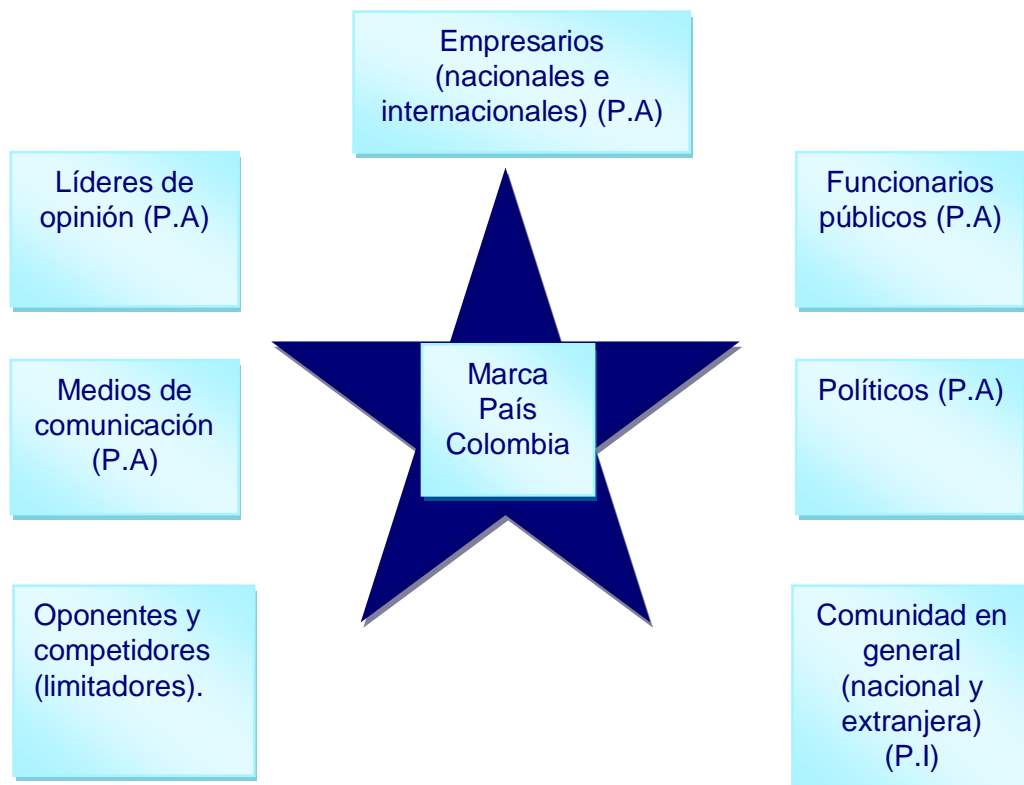 Empresarios
(nacionales e
internacionales) (P.A)
Líderes de
opinión (P.A)
Funcionarios
públicos (P.A)
Medios de
comunicación
(P.A)
Marca
País
Colombia
Políticos (P.A)
Oponentes y
competidores
(limitadores).
Comunidad en
general
(nacional y
extranjera)
(P.I)